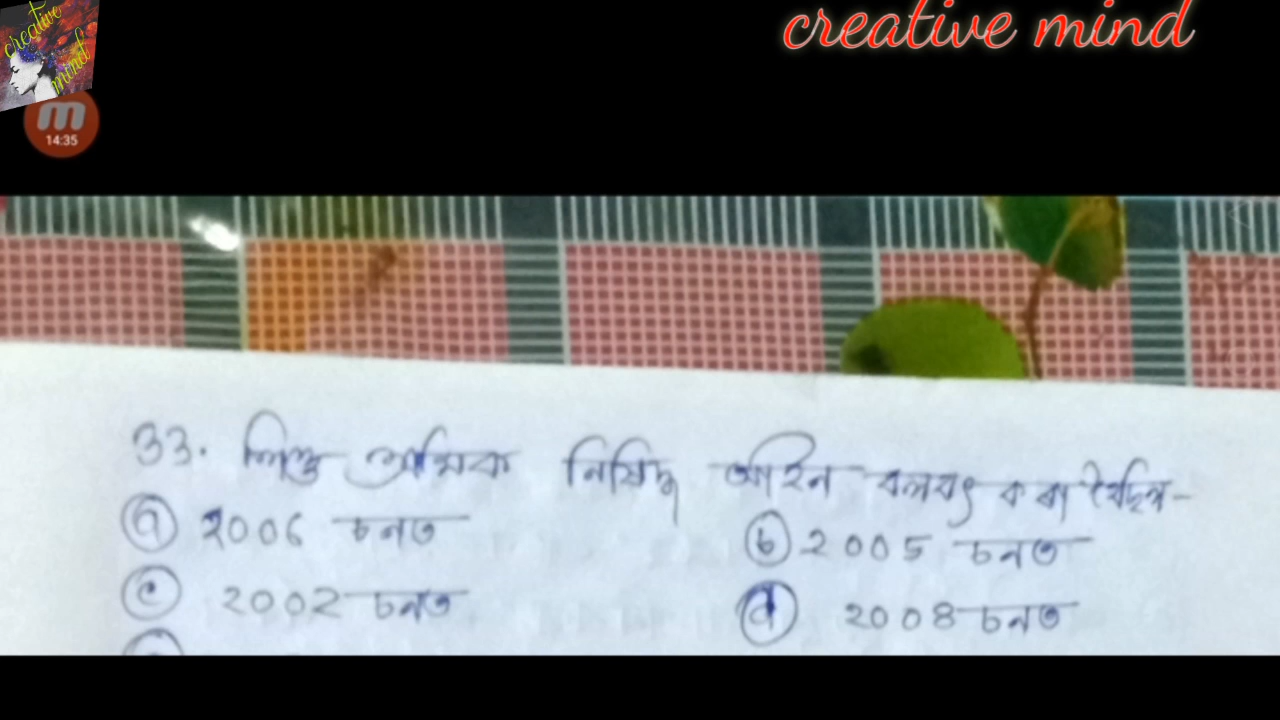 creative mind
creative
mind
14:35
33. শিশু শ্ৰমিক নিষিদ্ধ আইন বলবৎ কৰা হৈছিল-
a 2006 চনত
b 2005 চনত
c 2002 চনত
d 2008 চনত